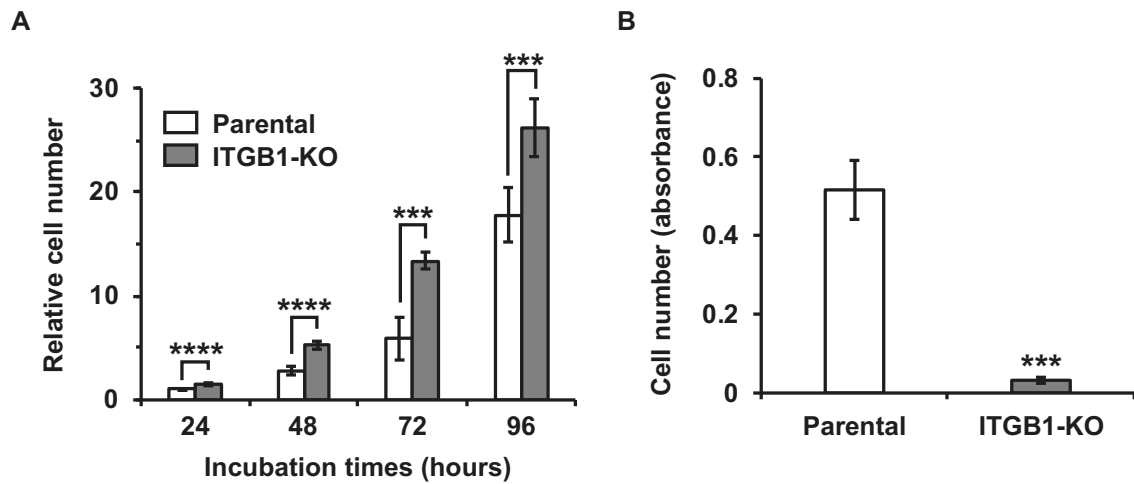 A
Relative cell number
30
20
10
0
Parental
ITGB1-KO
****
****
***
***
24 48 72 96
Incubation times (hours)
B
Cell number (absorbance)
0.8
0.6
0.4
0.2
0
***
Parental ITGB1-KO